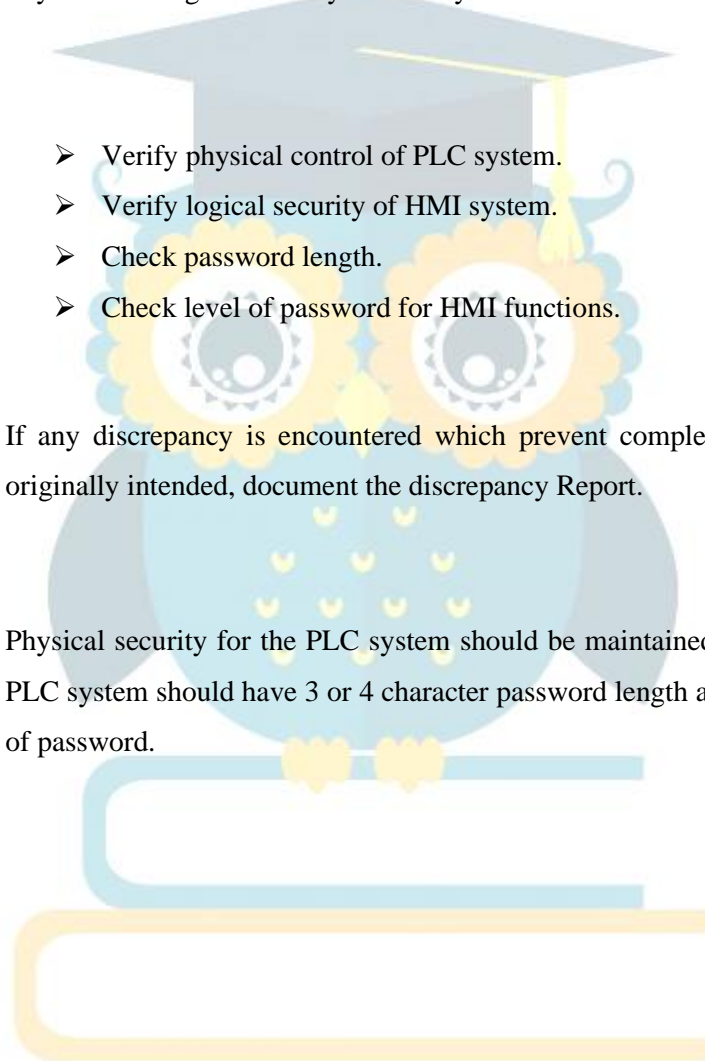 ➢ Verify physical control of PLC system.
➢ Verify logical security of HMI system.
➢ Check password length.
➢ Check level of password for HMI functions.
If any discrepancy is encountered which prevent comple
originally intended, document the discrepancy Report.
Physical security for the PLC system should be maintained
PLC system should have 3 or 4 character password length a
of password.